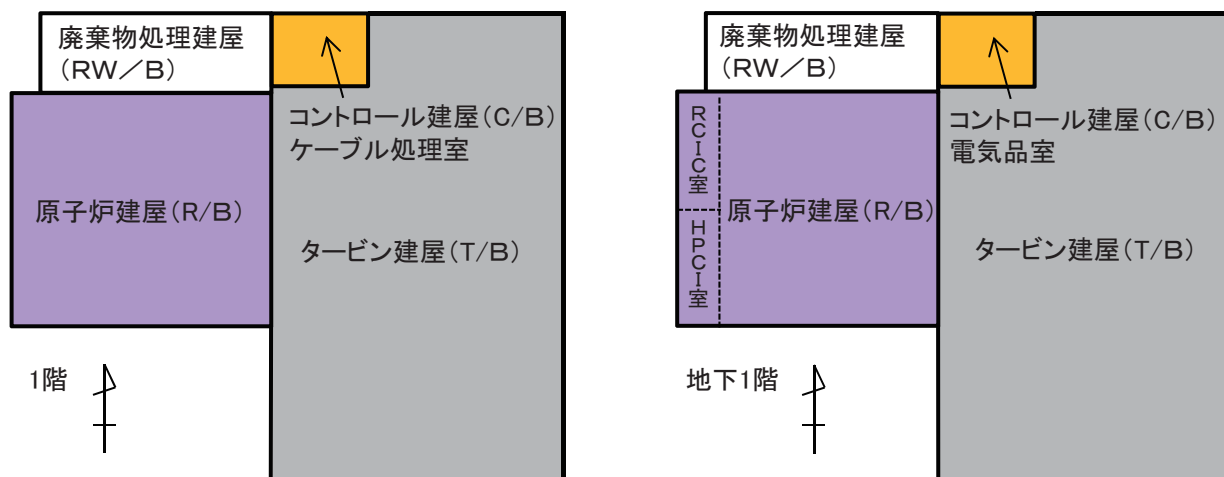 廃棄物処理建屋
(RW／B)
コントロール建屋(C/B)
ケーブル処理室
原子炉建屋(R/B)
タービン建屋(T/B)
1階
廃棄物処理建屋
(RW／B)
コントロール建屋(C/B)
電気品室
RCIC室
原子炉建屋(R/B)
HPCI室
タービン建屋(T/B)
地下1階